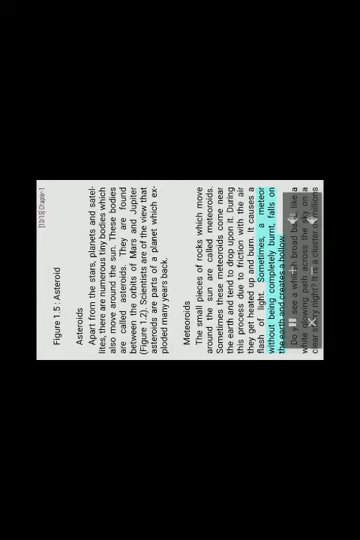 [10/15] Chapter-1
Figure 1.5 : Asteroid
Asteroids
Apart from the stars, planets and satel-
lites, there are numerous tiny bodies which
also move around the sun. These bodies
are called asteroids. They are found
between the orbits of Mars and Jupiter
(Figure 1.2). Scientists are of the view that
asteroids are parts of a planet which ex-
ploded many years back.
Meteoroids
The small pieces of rocks which move
around the sun are called meteoroids.
Sometimes these meteoroids come near
the earth and tend to drop upon it. During
this process due to friction with the air
they get heated up and burn. It causes a
flash of light. Sometimes, a meteor
without being completely burnt, falls on
the earth and creates a hollow.
Do you see a broad band, like a
white glowing path across the sky on a
clear starry night? It is a cluster of millions